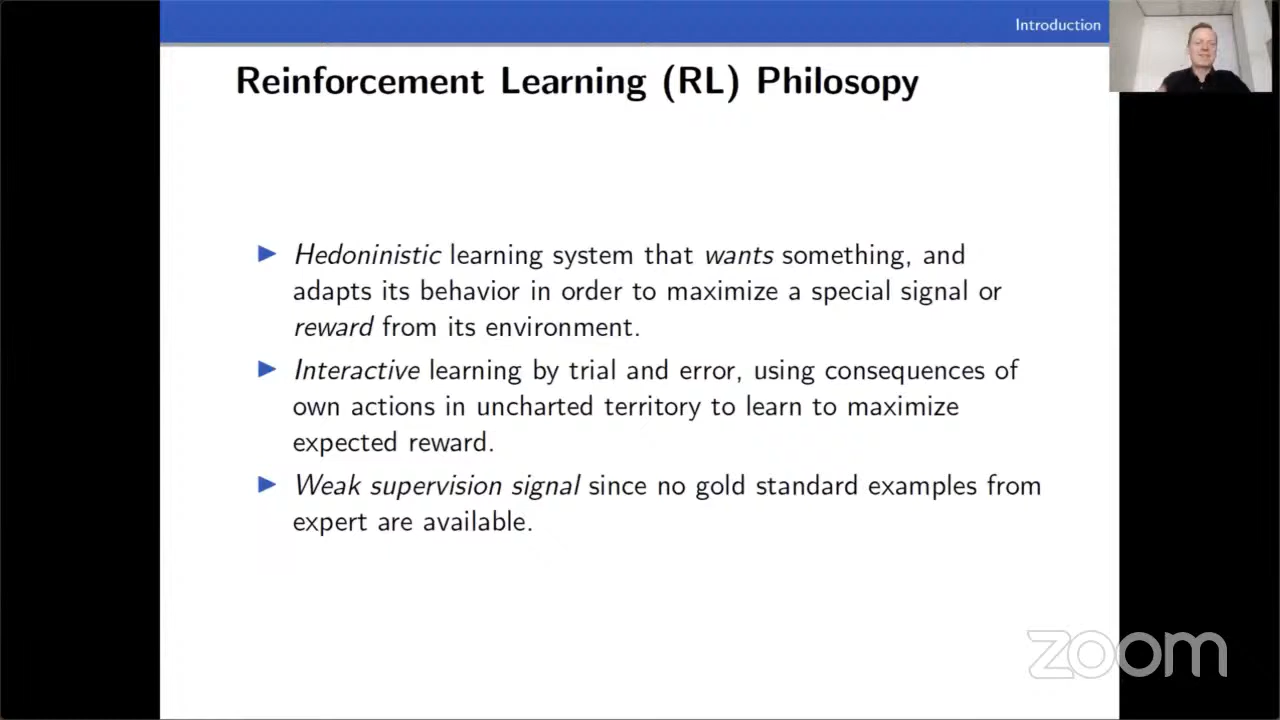 Introduction
Reinforcement Learning (RL) Philosopy
Hedoninistic learning system that wants something, and
adapts its behavior in order to maximize a special signal or
reward from its environment.
Interactive learning by trial and error, using consequences of
own actions in uncharted territory to learn to maximize
expected reward.
Weak supervision signal since no gold standard examples from
expert are available.
zoom